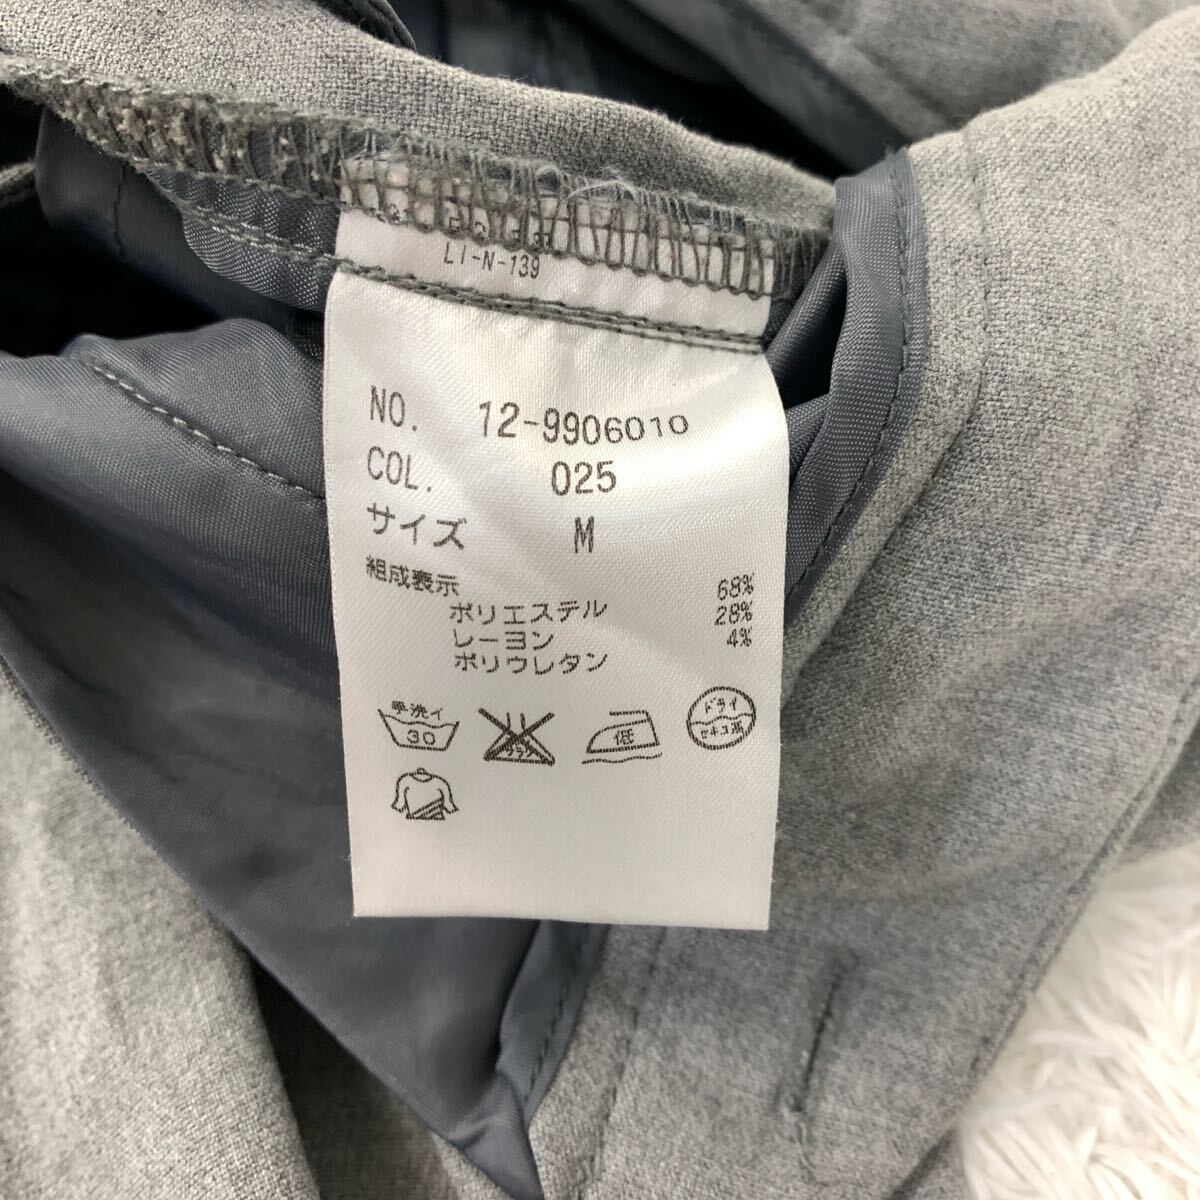 LI-N-139
NO. 12-9906010
COL. 025
サイズ M
組成表示
ポリエステル 68%
レーヨン 28%
ポリウレタン 4%
手洗イ
30
低
ドライ
セキユ系